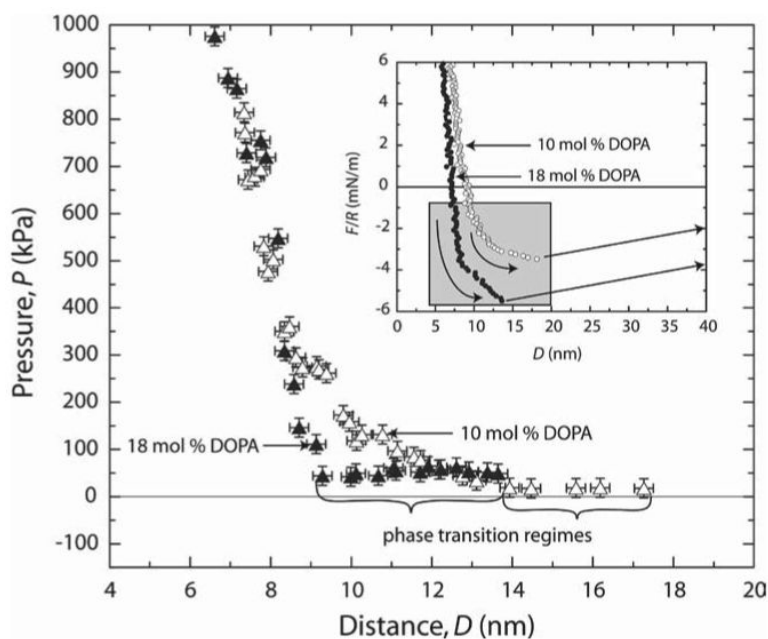 1000
900
800
700
600
500
400
300
200
100
0
-100
Pressure, P (kPa)
4 6 8 10 12 14 16 18 20
Distance, D (nm)
18 mol % DOPA
10 mol % DOPA
phase transition regimes
6
4
2
0
-2
-4
-6
F/R (mN/m)
10 mol % DOPA
18 mol % DOPA
0 5 10 15 20 25 30 35 40
D (nm)